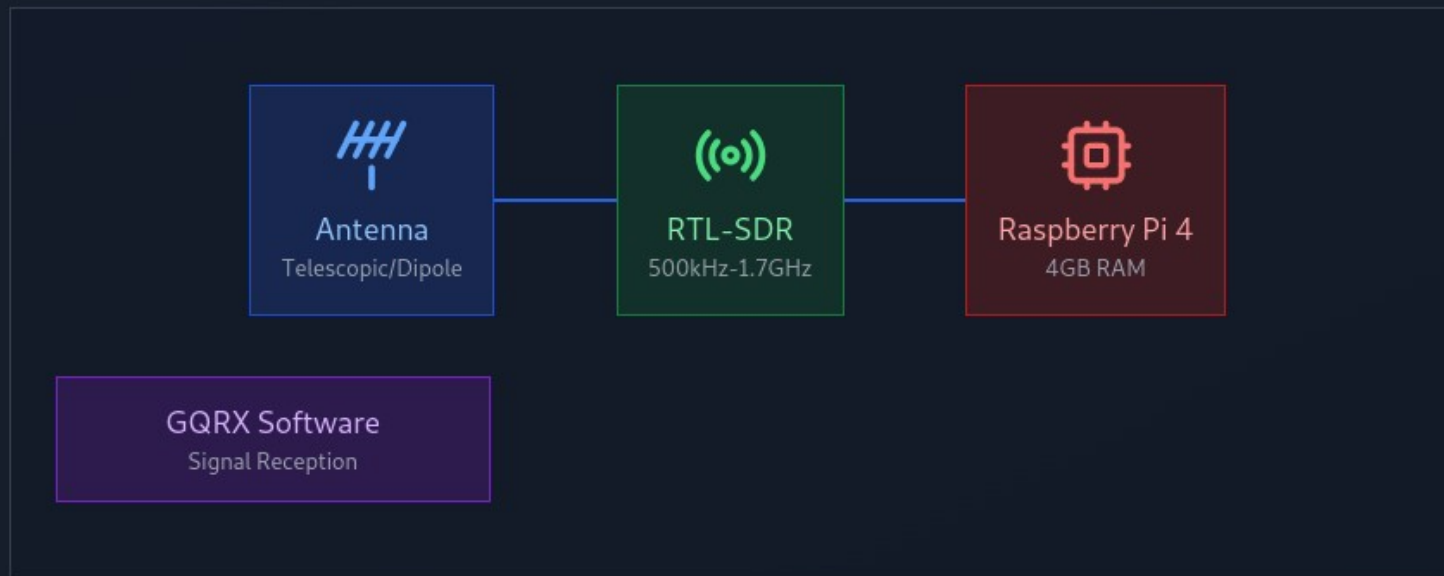 Antenna
Telescopic/Dipole
RTL-SDR
500kHz-1.7GHz
Raspberry Pi 4
4GB RAM
GQRX Software
Signal Reception